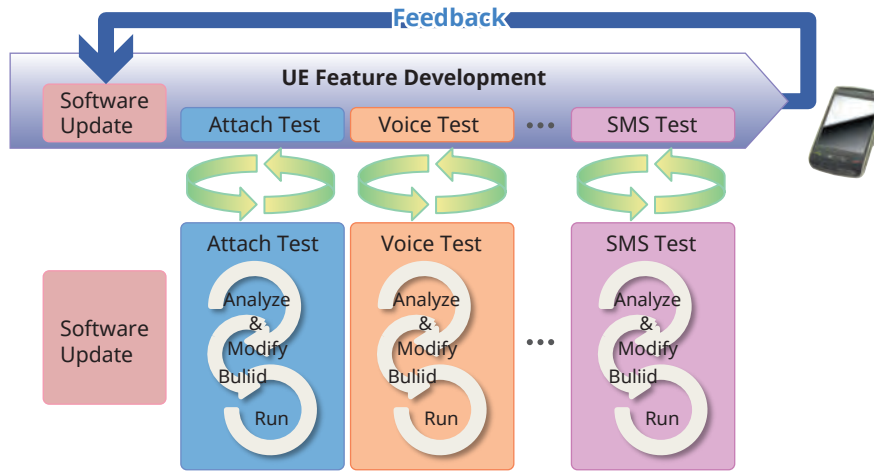 Feedback
UE Feature Development
Software
Update
Attach Test
Voice Test
•••
SMS Test
Attach Test
Voice Test
SMS Test
Software
Update
Analyze
&
Modify
Buliid
Run
Analyze
&
Modify
Buliid
Run
•••
Analyze
&
Modify
Buliid
Run